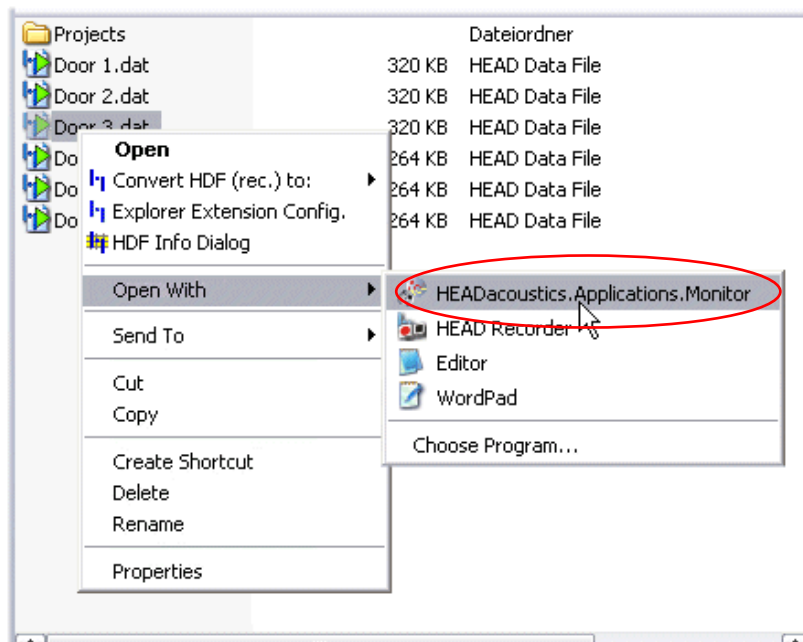 Projects Dateiordner
Door 1.dat 320 KB HEAD Data File
Door 2.dat 320 KB HEAD Data File
Door 3.dat 320 KB HEAD Data File
Do 264 KB HEAD Data File
Do 264 KB HEAD Data File
Do 264 KB HEAD Data File
Open
Convert HDF (rec.) to:
Explorer Extension Config.
HDF Info Dialog
Open With
Send To
Cut
Copy
Create Shortcut
Delete
Rename
Properties
HEADacoustics.Applications.Monitor
HEAD Recorder
Editor
WordPad
Choose Program...